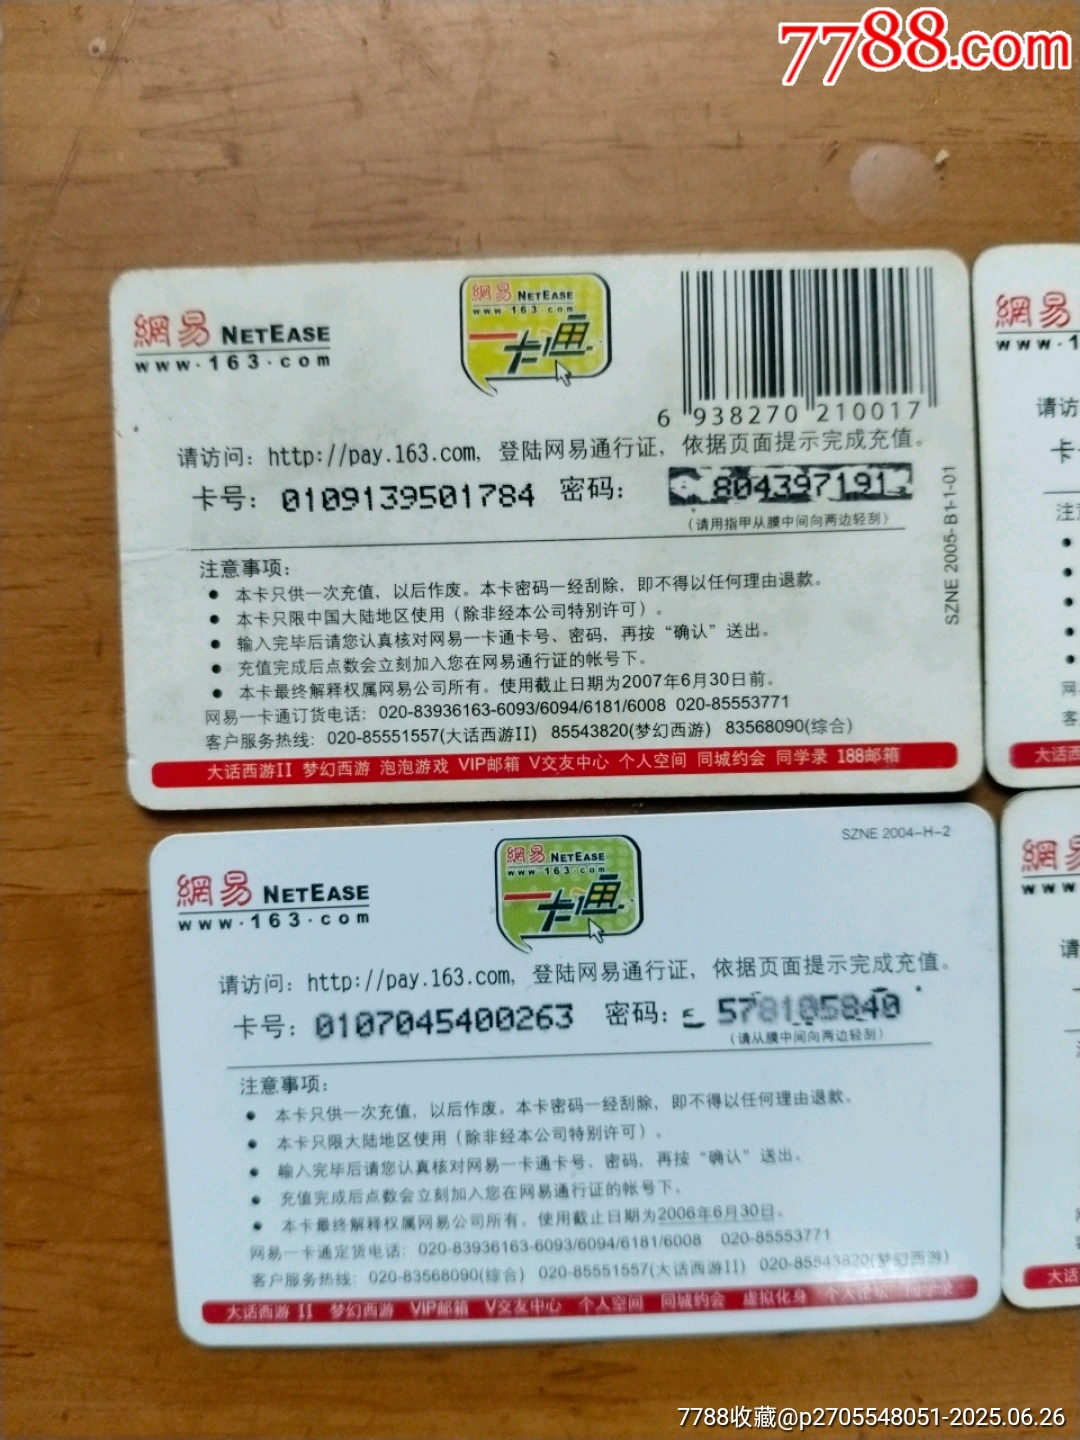 7788.com
網易 NETEASE
www.163.com
網易 NETEASE
www.163.com
一卡通
6 938270 210017
请访问：http://pay.163.com, 登陆网易通行证，依据页面提示完成充值。
卡号：0109139501784 密码：804397191
（请用指甲从膜中间向两边轻刮）
SZNE 2005-B1-1-01
注意事项：
● 本卡只供一次充值，以后作废。本卡密码一经刮除，即不得以任何理由退款。
● 本卡只限中国大陆地区使用（除非经本公司特别许可）。
● 输入完毕后请您认真核对网易一卡通卡号、密码，再按“确认”送出。
● 充值完成后点数会立刻加入您在网易通行证的帐号下。
● 本卡最终解释权属网易公司所有。使用截止日期为2007年6月30日前。
网易一卡通订货电话：020-83936163-6093/6094/6181/6008 020-85553771
客户服务热线：020-85551557(大话西游II) 85543820(梦幻西游) 83568090(综合)
大话西游II 梦幻西游 泡泡游戏 VIP邮箱 V交友中心 个人空间 同城约会 同学录 188邮箱
SZNE 2004-H-2
網易 NETEASE
www.163.com
網易 NETEASE
www.163.com
一卡通
请访问：http://pay.163.com, 登陆网易通行证，依据页面提示完成充值。
卡号：0107045400263 密码：578105840
（请从膜中间向两边轻刮）
注意事项：
● 本卡只供一次充值，以后作废。本卡密码一经刮除，即不得以任何理由退款。
● 本卡只限大陆地区使用（除非经本公司特别许可）。
● 输入完毕后请您认真核对网易一卡通卡号、密码，再按“确认”送出。
● 充值完成后点数会立刻加入您在网易通行证的帐号下。
● 本卡最终解释权属网易公司所有。使用截止日期为2006年6月30日。
网易一卡通定货电话：020-83936163-6093/6094/6181/6008 020-85553771
客户服务热线：020-83568090(综合) 020-85551557(大话西游II) 020-85543820(梦幻西游)
大话西游 II 梦幻西游 VIP邮箱 V交友中心 个人空间 同城约会 虚拟化身 个人论坛 同学录
網易
www.1
请访
卡
注
网
客
大话西
網易
www
请
大话
7788收藏@p2705548051-2025.06.26